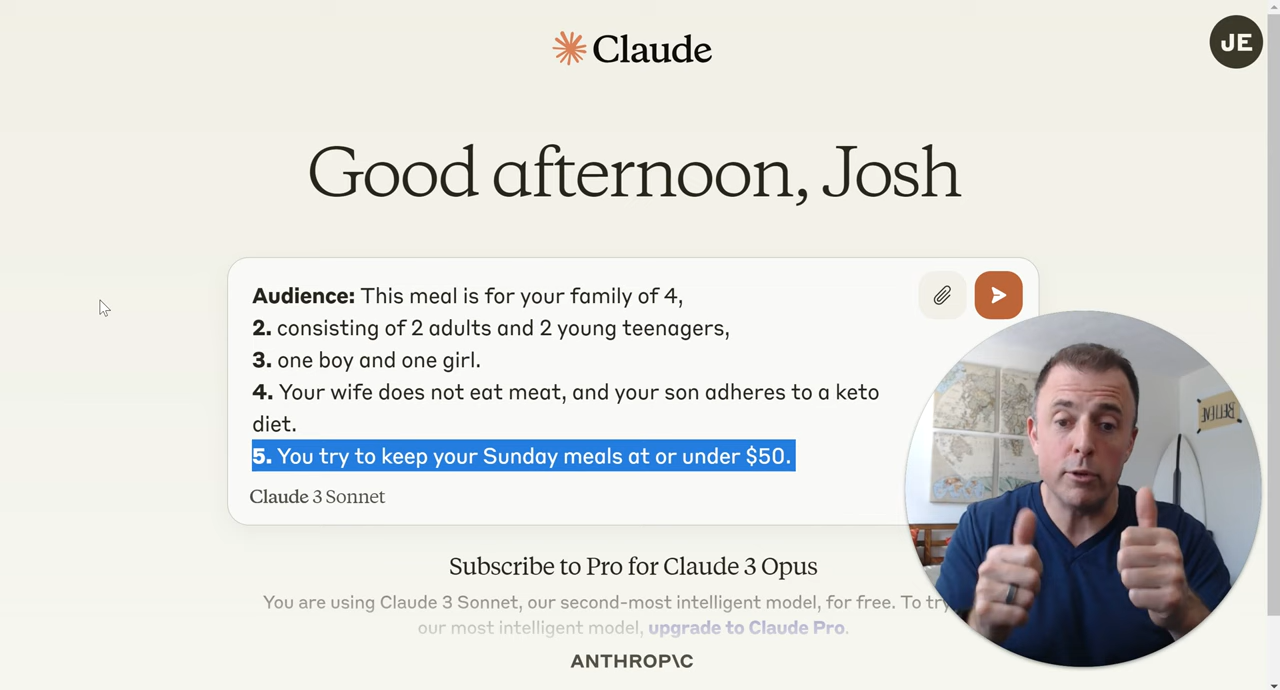 Claude
JE
Good afternoon, Josh
Audience: This meal is for your family of 4,
2. consisting of 2 adults and 2 young teenagers,
3. one boy and one girl.
4. Your wife does not eat meat, and your son adheres to a keto
diet.
5. You try to keep your Sunday meals at or under $50.
Claude 3 Sonnet
BELIEVE
Subscribe to Pro for Claude 3 Opus
You are using Claude 3 Sonnet, our second-most intelligent model, for free. To try
our most intelligent model, upgrade to Claude Pro.
ANTHROP\C